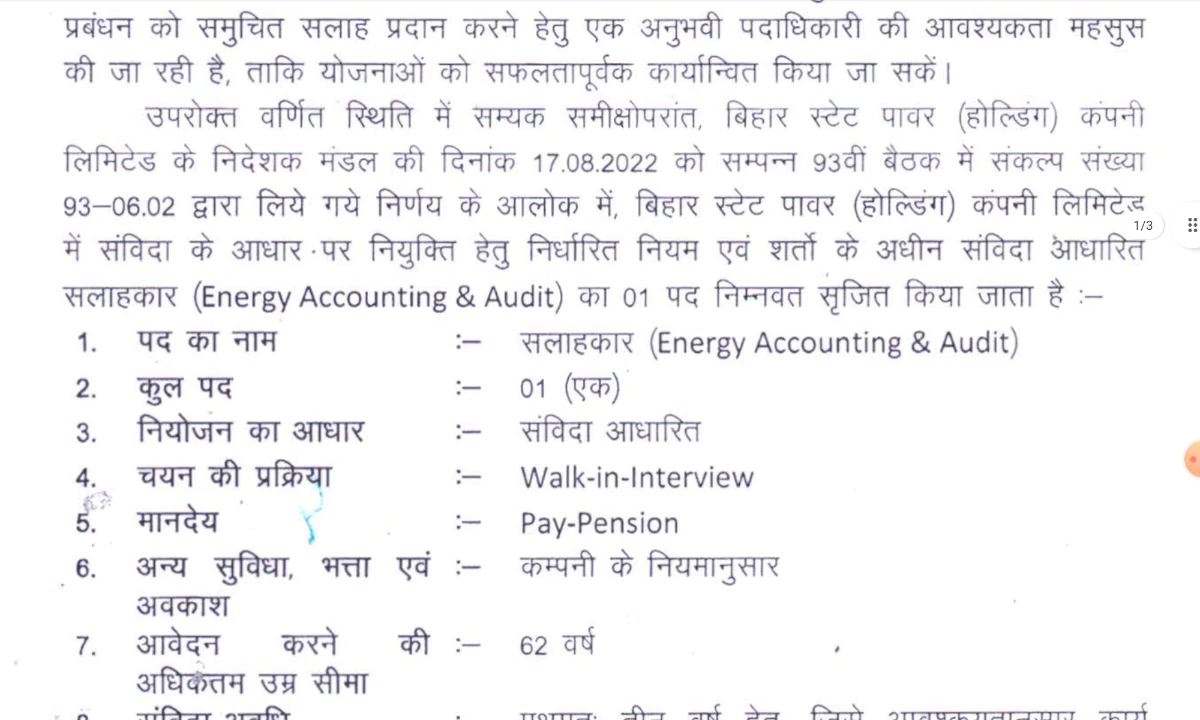 प्रबंधन को समुचित सलाह प्रदान करने हेतु एक अनुभवी पदाधिकारी की आवश्यकता महसुस
की जा रही है, ताकि योजनाओं को सफलतापूर्वक कार्यान्वित किया जा सकें।
उपरोक्त वर्णित स्थिति में सम्यक समीक्षोपरांत, बिहार स्टेट पावर (होल्डिंग) कंपनी
लिमिटेड के निदेशक मंडल की दिनांक 17.08.2022 को सम्पन्न 93वीं बैठक में संकल्प संख्या
93–06.02 द्वारा लिये गये निर्णय के आलोक में, बिहार स्टेट पावर (होल्डिंग) कंपनी लिमिटेड
1/3
में संविदा के आधार पर नियुक्ति हेतु निर्धारित नियम एवं शर्तो के अधीन संविदा आधारित
सलाहकार (Energy Accounting & Audit) का 01 पद निम्नवत सृजित किया जाता है :–
1. पद का नाम :– सलाहकार (Energy Accounting & Audit)
2. कुल पद :– 01 (एक)
3. नियोजन का आधार :– संविदा आधारित
4. चयन की प्रक्रिया :– Walk-in-Interview
5. मानदेय :– Pay-Pension
6. अन्य सुविधा, भत्ता एवं :– कम्पनी के नियमानुसार
अवकाश
7. आवेदन करने की :– 62 वर्ष
अधिकतम उम्र सीमा